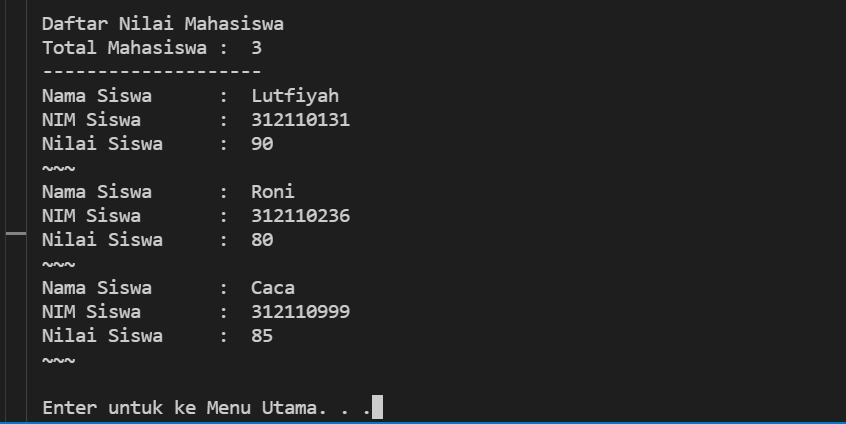 Daftar Nilai Mahasiswa
Total Mahasiswa :  3
--------------------
Nama Siswa      :  Lutfiyah
NIM Siswa       :  312110131
Nilai Siswa     :  90
~~~
Nama Siswa      :  Roni
NIM Siswa       :  312110236
Nilai Siswa     :  80
~~~
Nama Siswa      :  Caca
NIM Siswa       :  312110999
Nilai Siswa     :  85
~~~
Enter untuk ke Menu Utama. . .